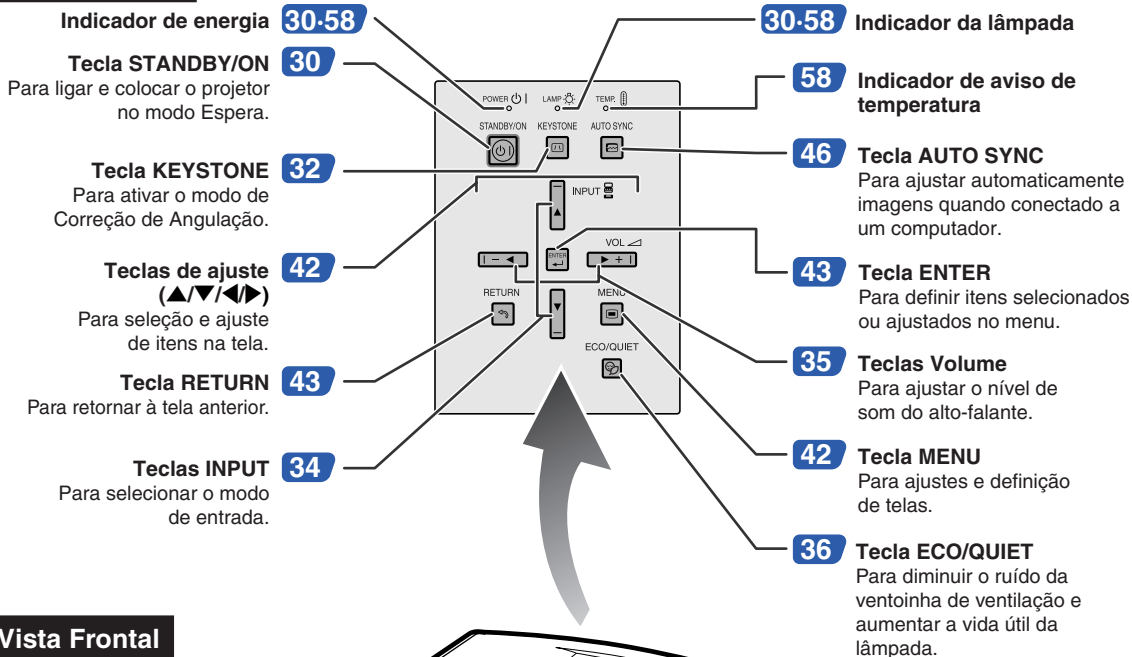 Indicador de energia 30·58
Tecla STANDBY/ON 30
Para ligar e colocar o projetor
no modo Espera.
Tecla KEYSTONE 32
Para ativar o modo de
Correção de Angulação.
Teclas de ajuste 42
(▲/▼/◀/▶)
Para seleção e ajuste
de itens na tela.
Tecla RETURN 43
Para retornar à tela anterior.
Teclas INPUT 34
Para selecionar o modo
de entrada.
POWER LAMP TEMP.
STANDBY/ON KEYSTONE AUTO SYNC
INPUT
VOL
ENTER
RETURN MENU
ECO/QUIET
30·58 Indicador da lâmpada
58 Indicador de aviso de
temperatura
46 Tecla AUTO SYNC
Para ajustar automaticamente
imagens quando conectado a
um computador.
43 Tecla ENTER
Para definir itens selecionados
ou ajustados no menu.
35 Teclas Volume
Para ajustar o nível de
som do alto-falante.
42 Tecla MENU
Para ajustes e definição
de telas.
36 Tecla ECO/QUIET
Para diminuir o ruído da
ventoinha de ventilação e
aumentar a vida útil da
lâmpada.
Vista Frontal